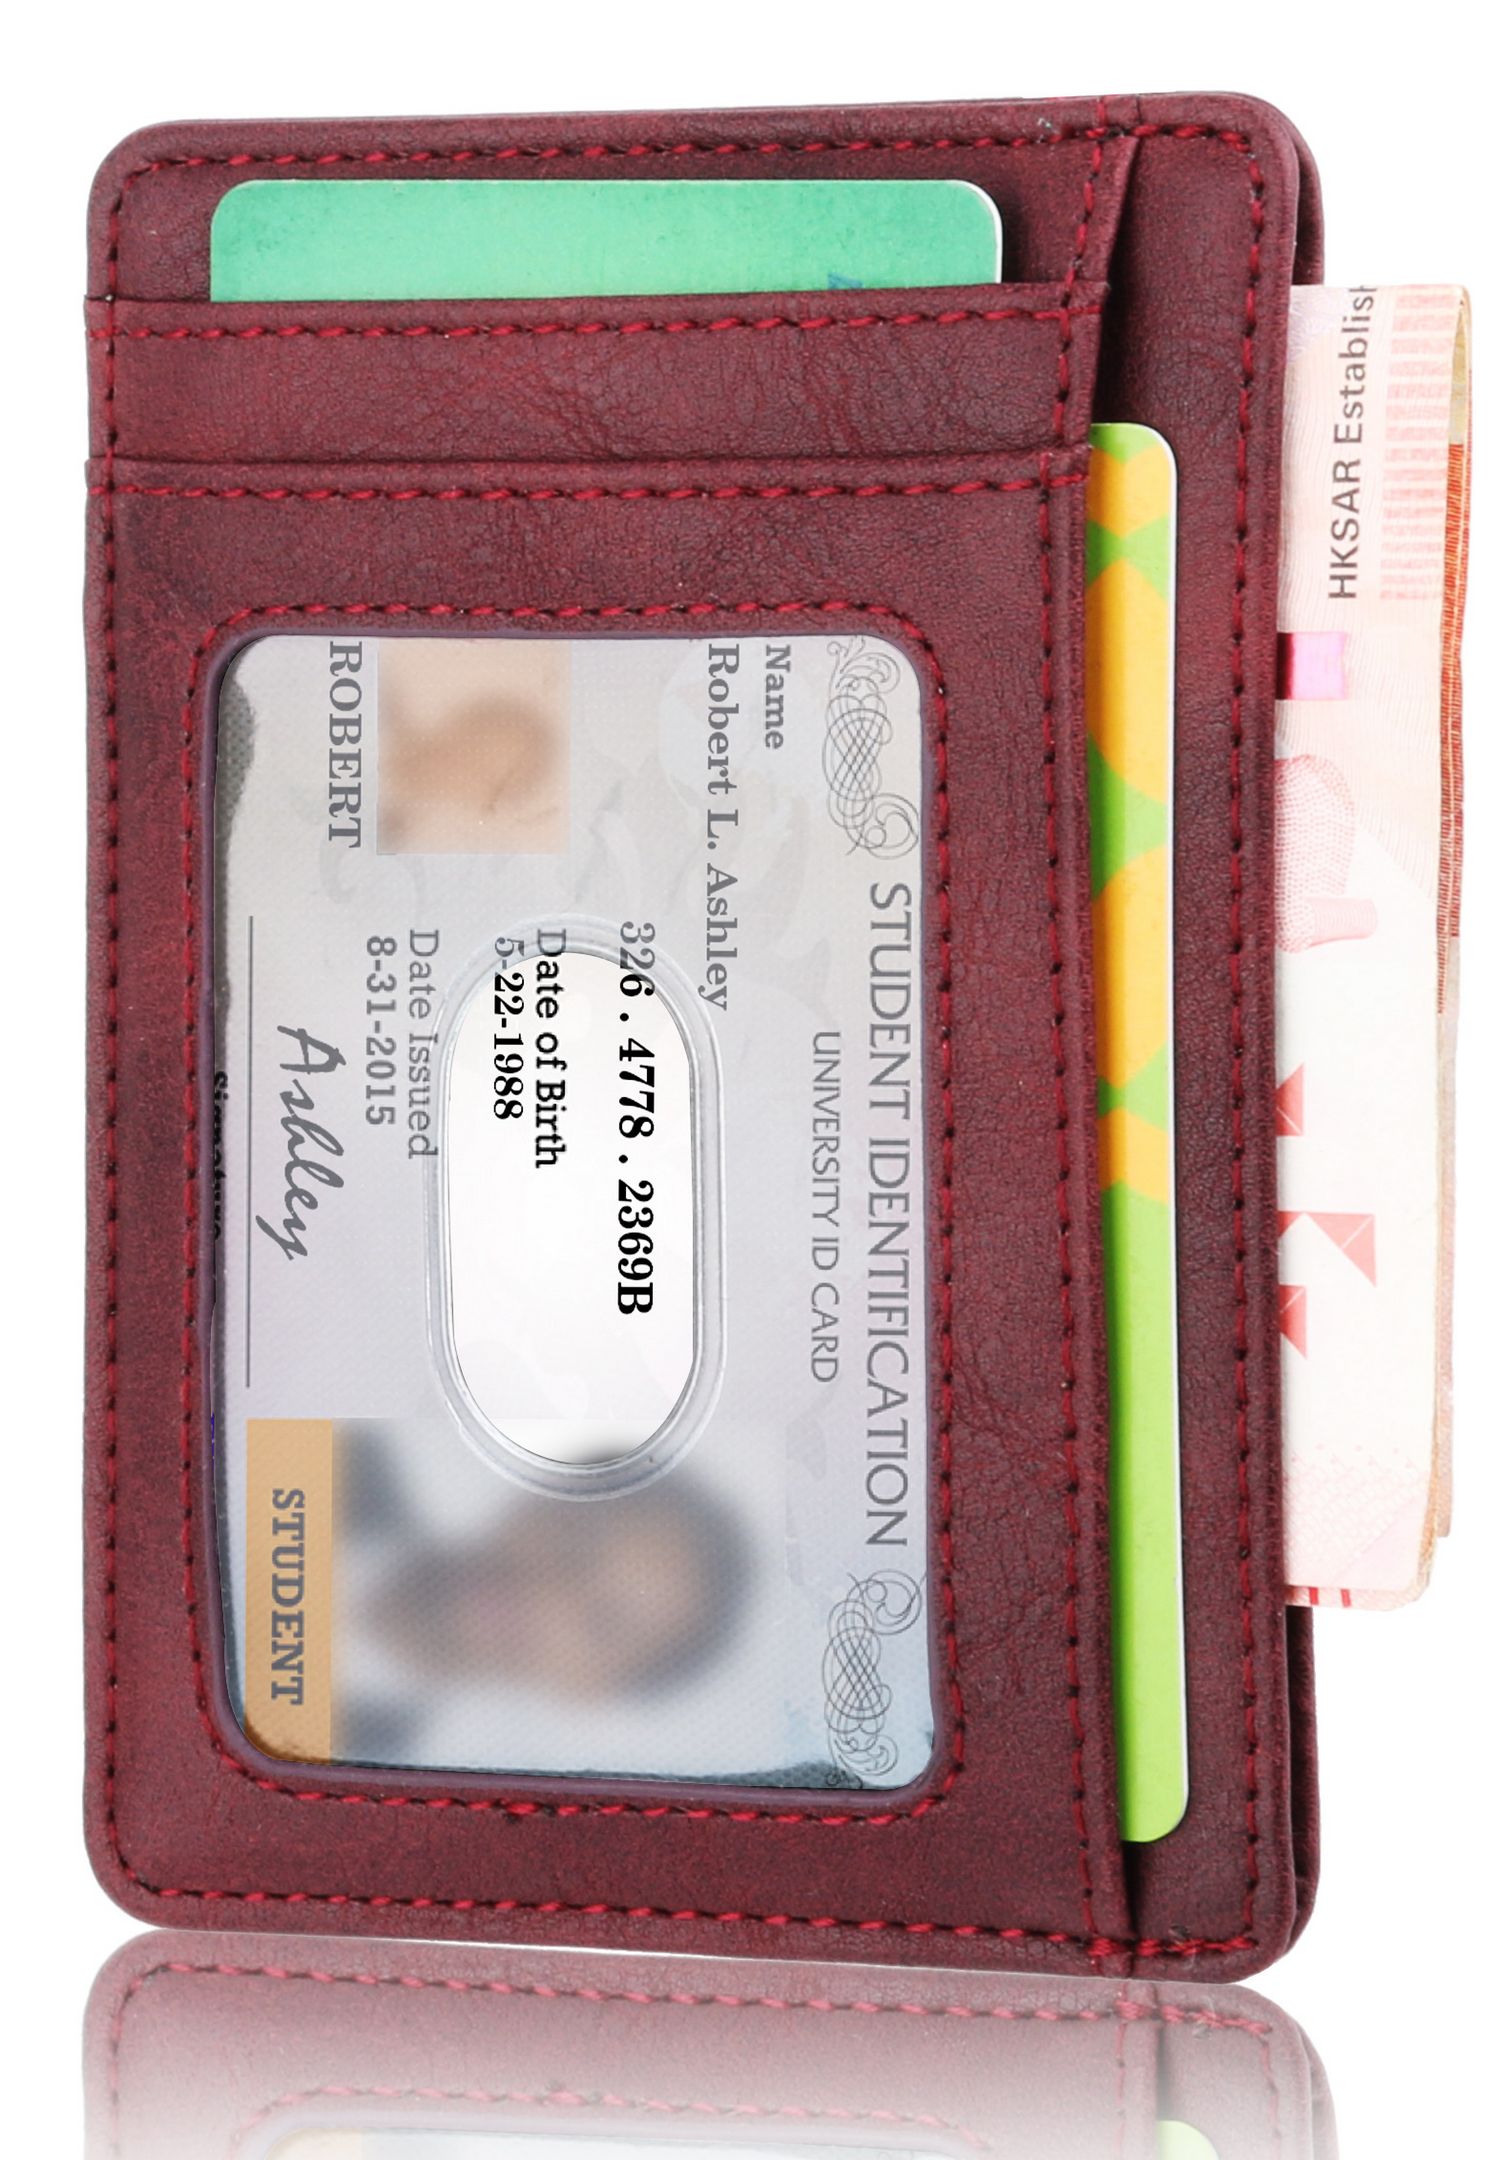 STUDENT IDENTIFICATION
UNIVERSITY ID CARD
Name
Robert L. Ashley
326 . 4778 . 2369B
Date of Birth
5-22-1988
Date Issued
8-31-2015
ROBERT
Ashley
STUDENT
HKSAR Establish